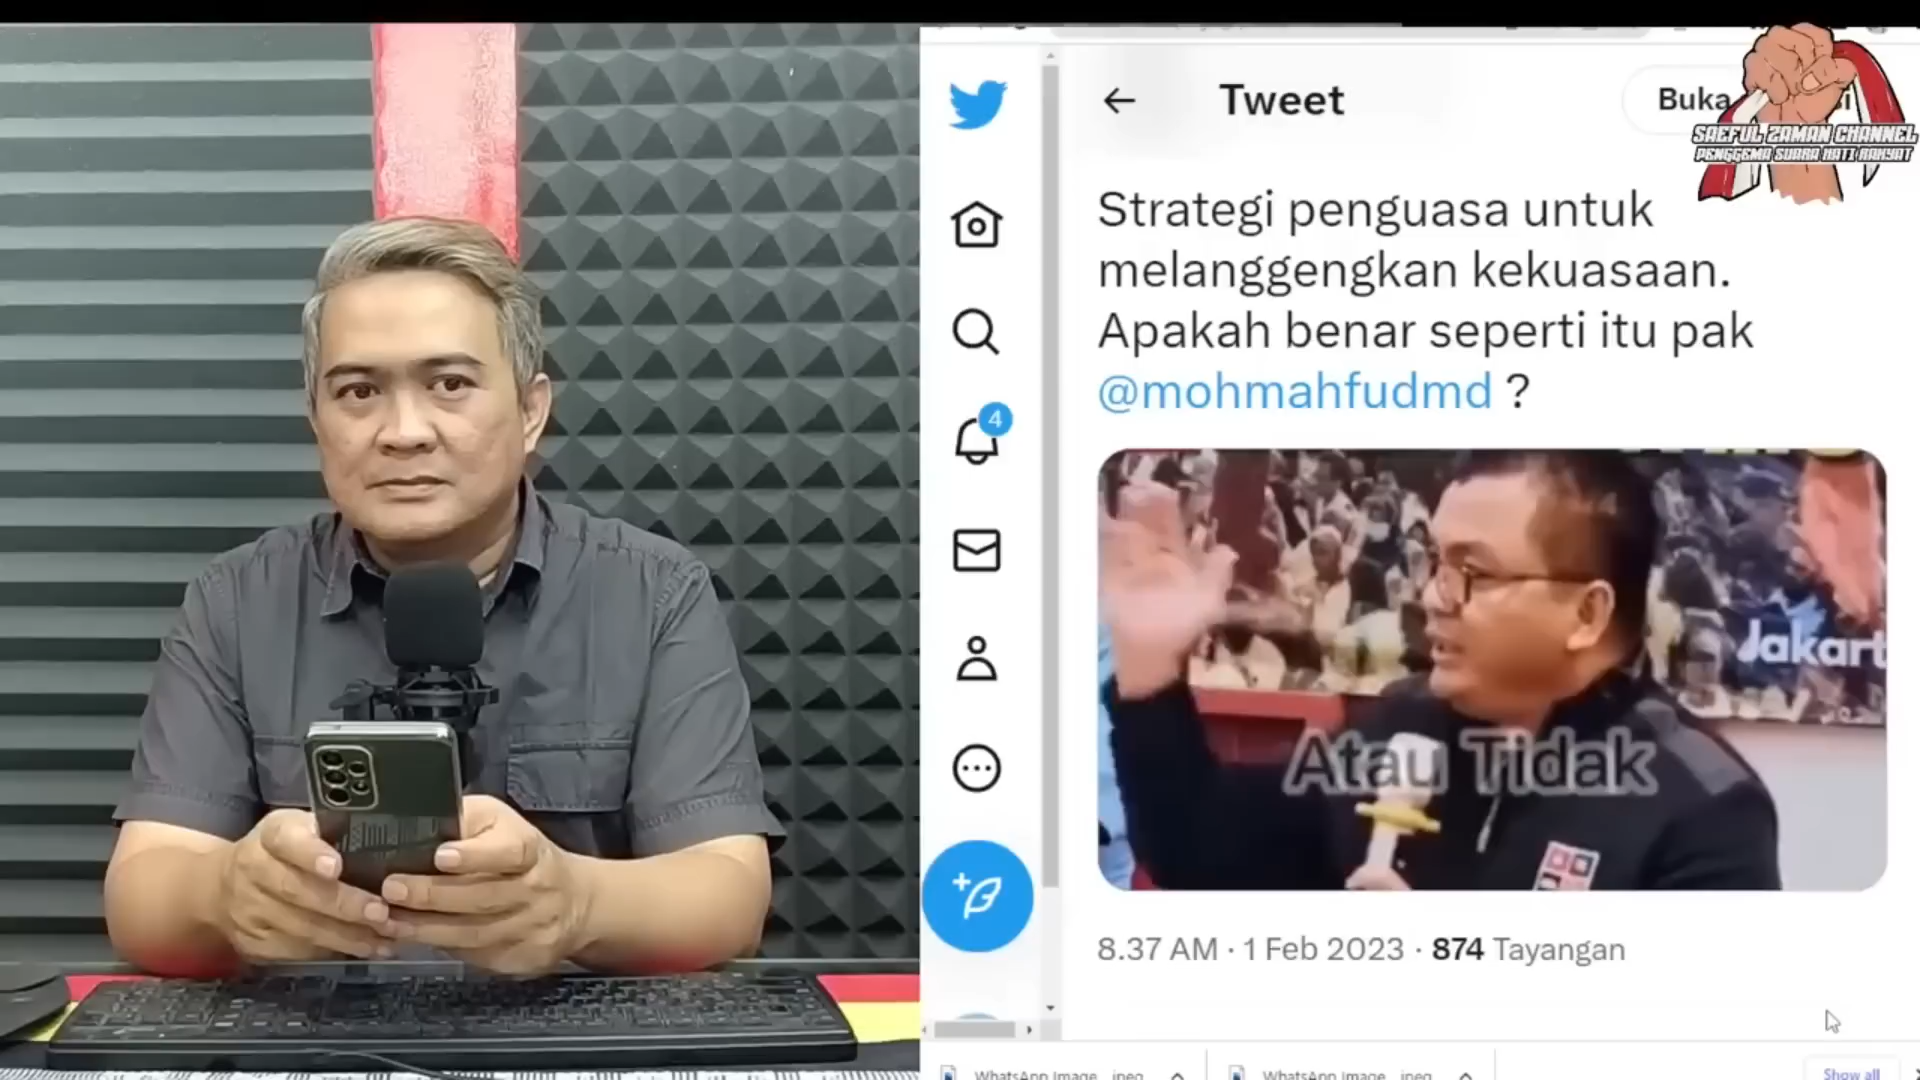 Tweet
Buka
SAEFUL ZAMAN CHANNEL
PENGGEMA SUARA HATI RAKYAT
Strategi penguasa untuk
melanggengkan kekuasaan.
Apakah benar seperti itu pak
@mohmahfudmd ?
4
Jakart
Atau Tidak
8.37 AM · 1 Feb 2023 · 874 Tayangan
WhatsApp Image ...jpeg
WhatsApp Image ...jpeg
Show all